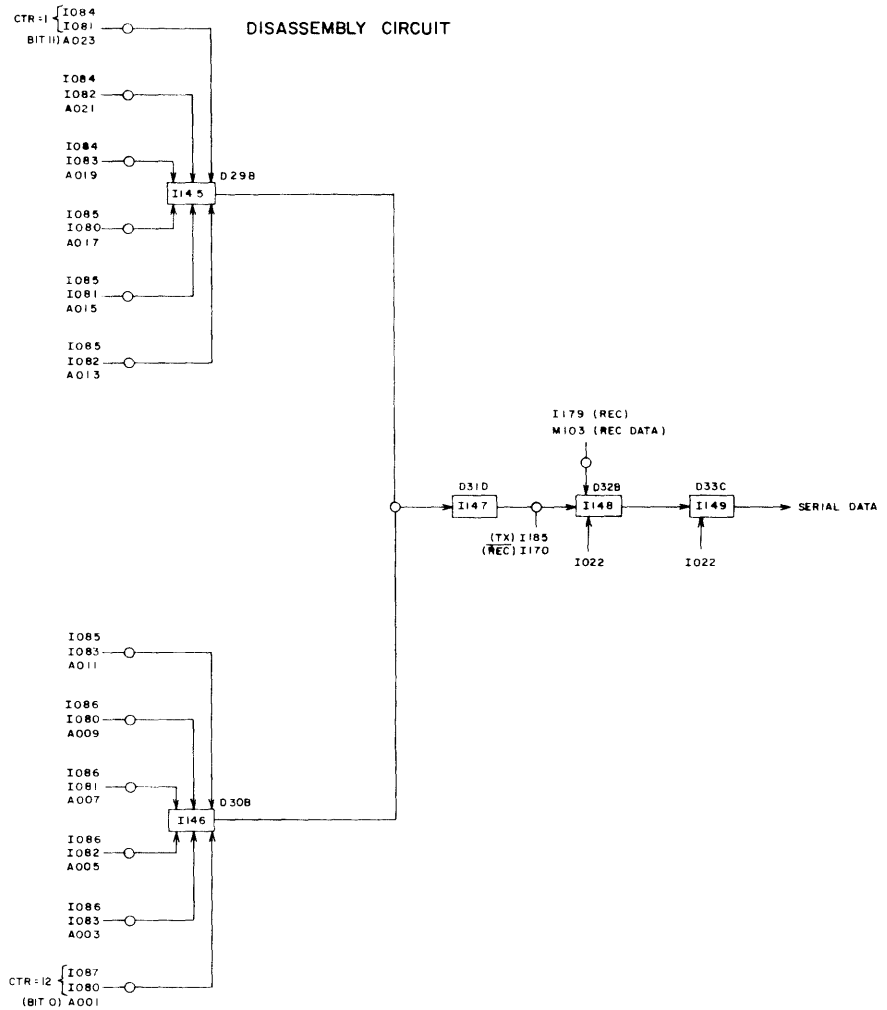 DISASSEMBLY CIRCUIT
CTR=1 { I084
I081
BIT 11) A023
I084
I082
A021
I084
I083
A019
D29B
I145
I085
I080
A017
I085
I081
A015
I085
I082
A013
I179 (REC)
M103 (REC DATA)
D31D
I147
D32B
I148
D33C
I149
SERIAL DATA
(TX) I185
(REC) I170
I022
I022
I085
I083
A011
I086
I080
A009
I086
I081
A007
D30B
I146
I086
I082
A005
I086
I083
A003
CTR=12 { I087
I080
(BIT 0) A001